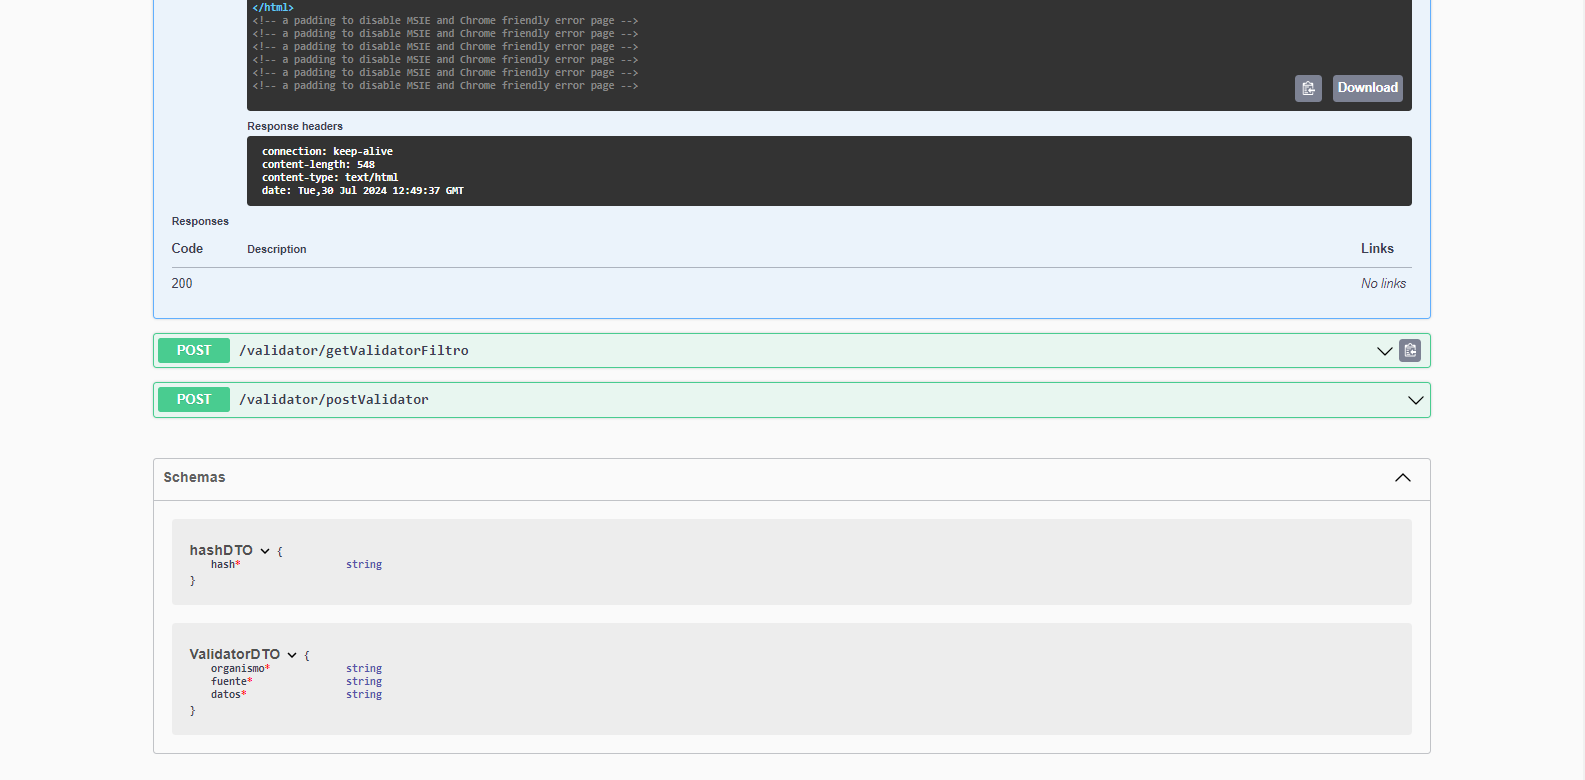 </html>
<!-- a padding to disable MSIE and Chrome friendly error page -->
<!-- a padding to disable MSIE and Chrome friendly error page -->
<!-- a padding to disable MSIE and Chrome friendly error page -->
<!-- a padding to disable MSIE and Chrome friendly error page -->
<!-- a padding to disable MSIE and Chrome friendly error page -->
<!-- a padding to disable MSIE and Chrome friendly error page -->
Download
Response headers
connection: keep-alive
content-length: 548
content-type: text/html
date: Tue,30 Jul 2024 12:49:37 GMT
Responses
Code Description Links
200 No links
POST /validator/getValidatorFiltro
POST /validator/postValidator
Schemas
hashDTO {
hash* string
}
ValidatorDTO {
organismo* string
fuente* string
datos* string
}